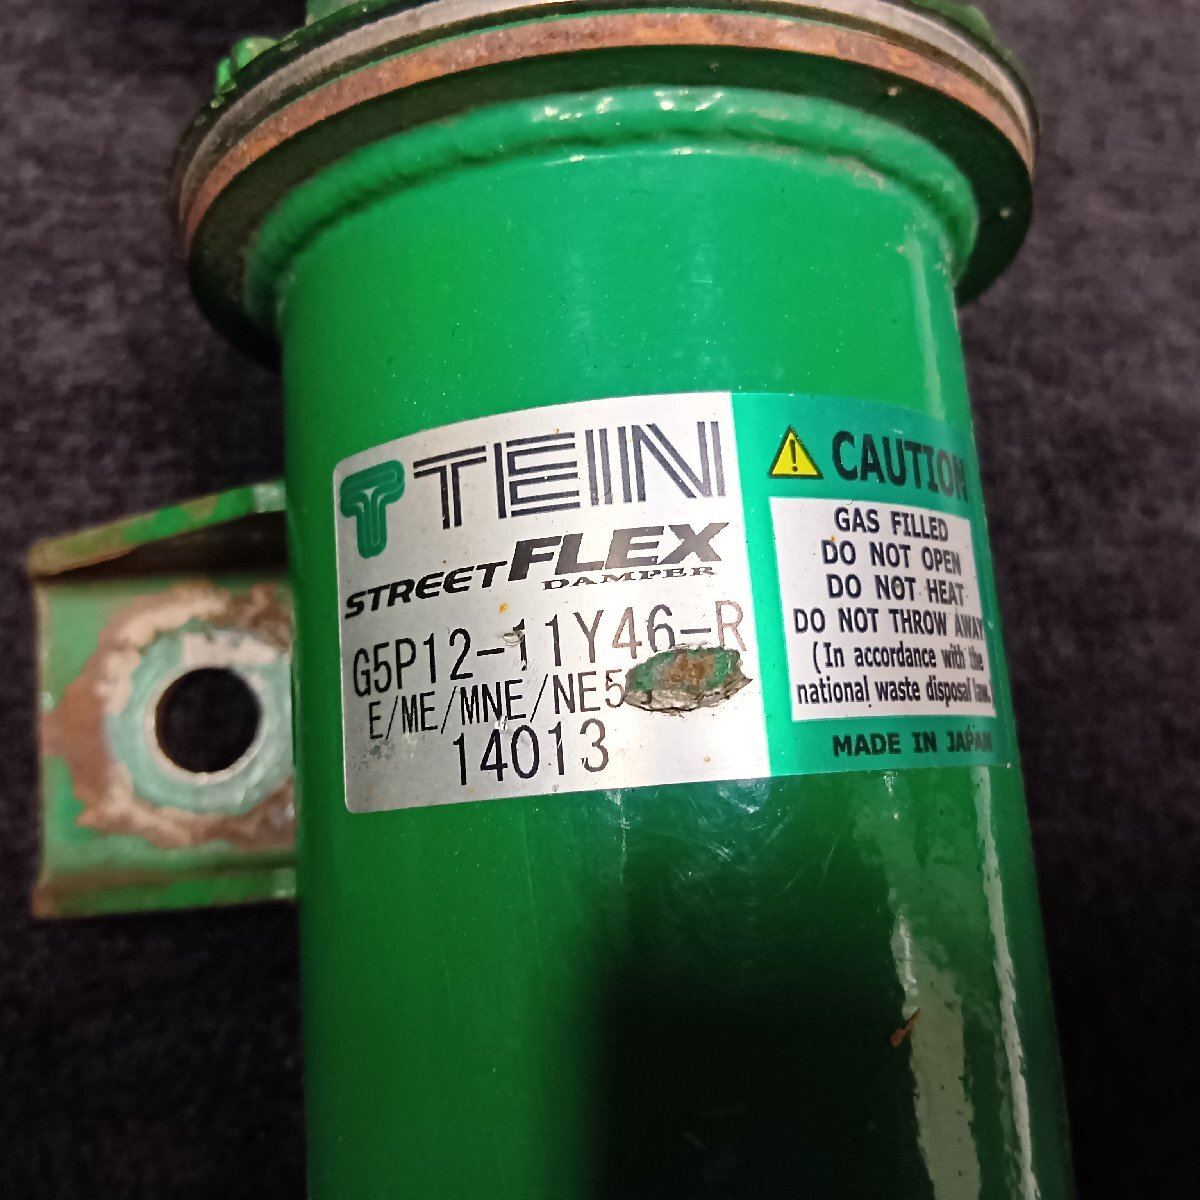 TEIN
STREET FLEX
DAMPER
G5P12-11Y46-R
E/ME/MNE/NE5
14013
CAUTION
GAS FILLED
DO NOT OPEN
DO NOT HEAT
DO NOT THROW AWAY
(In accordance with the
national waste disposal law.)
MADE IN JAPAN